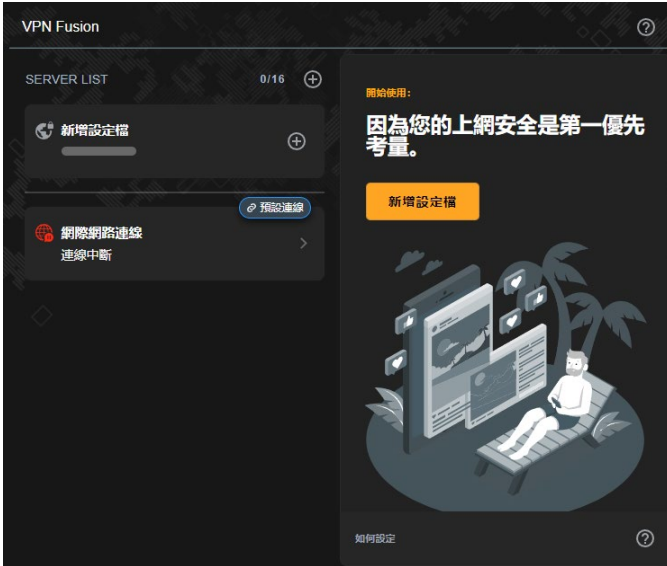 VPN Fusion
SERVER LIST
0/16
新增設定檔
預設連線
網際網路連線
連線中斷
開始使用:
因為您的上網安全是第一優先
考量。
新增設定檔
如何設定